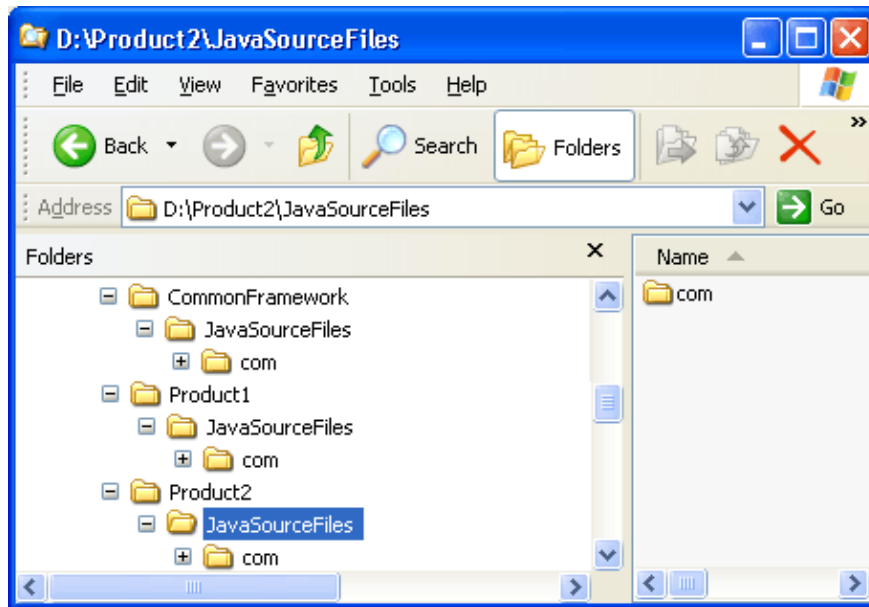 D:\Product2\JavaSourceFiles
File Edit View Favorites Tools Help
Back Search Folders »
Address D:\Product2\JavaSourceFiles Go
Folders
CommonFramework
JavaSourceFiles
com
Product1
JavaSourceFiles
com
Product2
JavaSourceFiles
com
Name
com